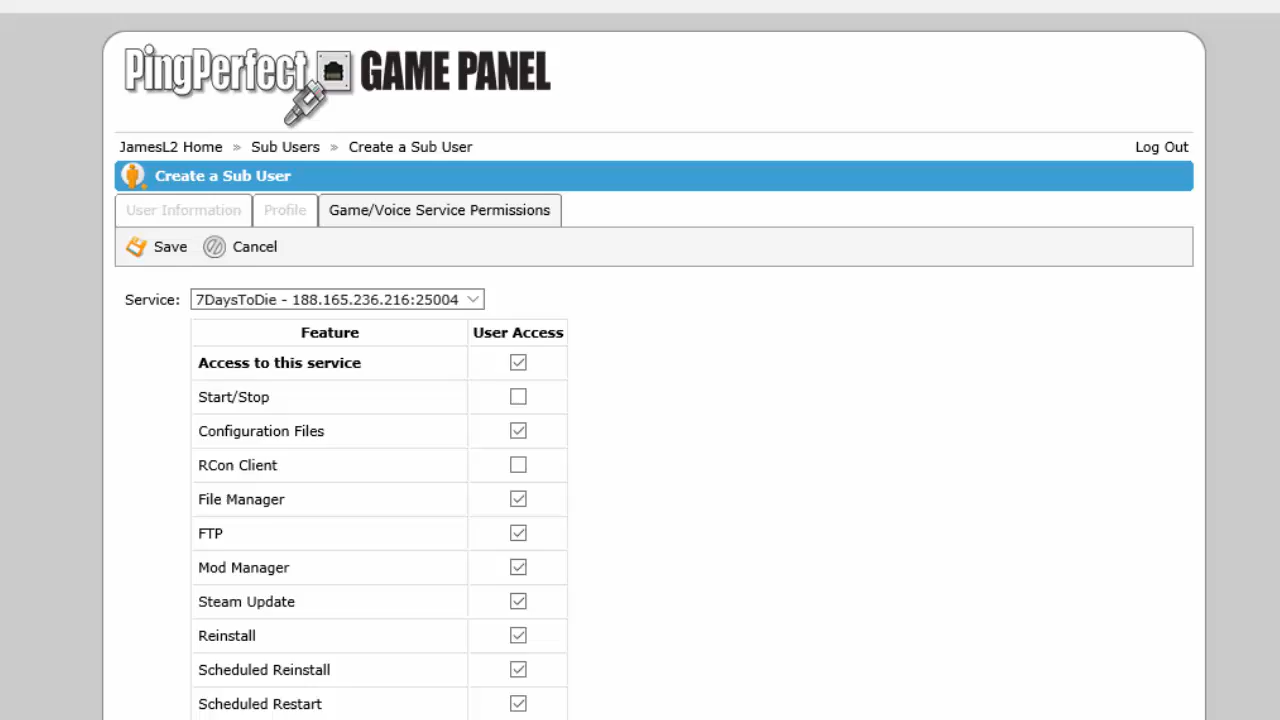 PingPerfect GAME PANEL
JamesL2 Home » Sub Users » Create a Sub User Log Out
Create a Sub User
User Information Profile Game/Voice Service Permissions
Save Cancel
Service: 7DaysToDie - 188.165.236.216:25004
Feature User Access
Access to this service
Start/Stop
Configuration Files
RCon Client
File Manager
FTP
Mod Manager
Steam Update
Reinstall
Scheduled Reinstall
Scheduled Restart